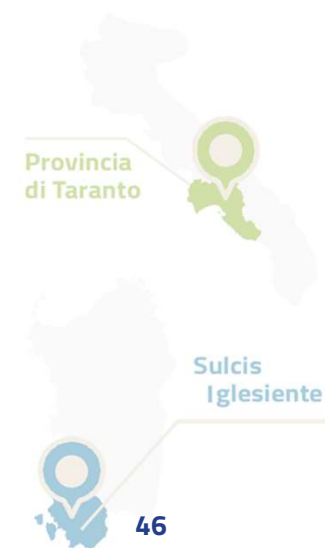 Provincia
di Taranto
Sulcis
Iglesiente
46